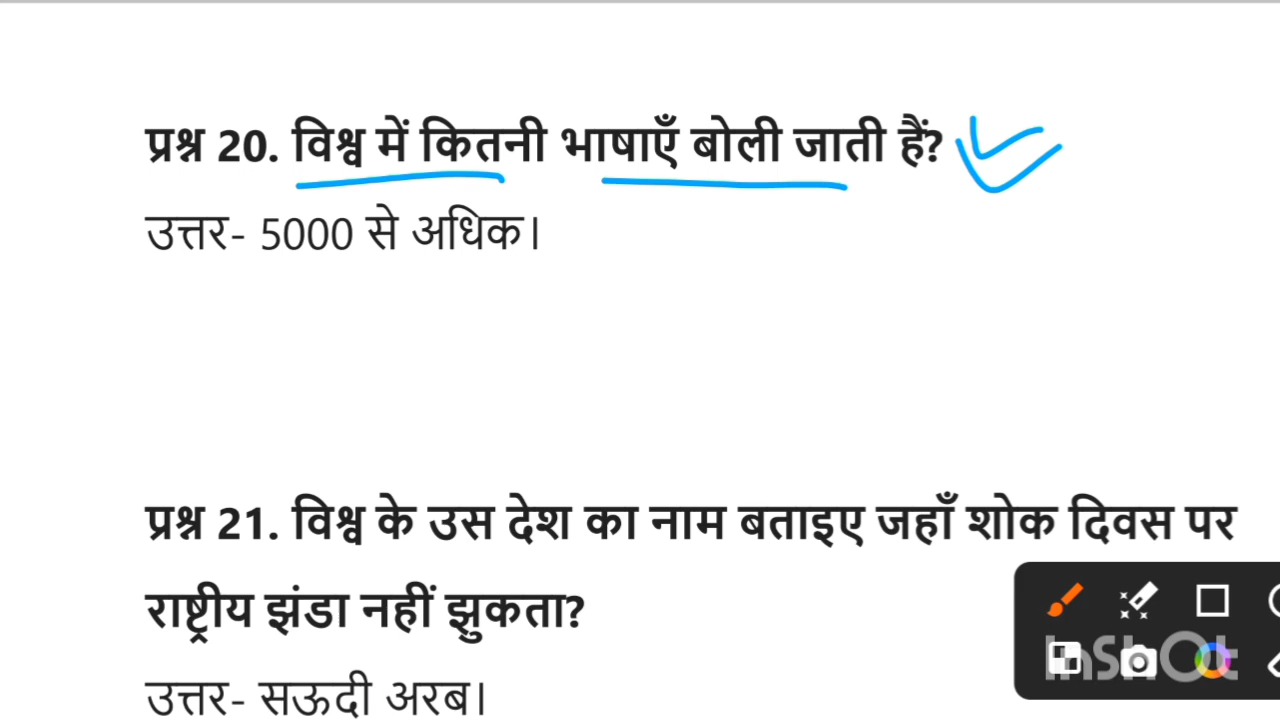 प्रश्न 20. विश्व में कितनी भाषाएँ बोली जाती हैं?
उत्तर- 5000 से अधिक।
प्रश्न 21. विश्व के उस देश का नाम बताइए जहाँ शोक दिवस पर
राष्ट्रीय झंडा नहीं झुकता?
उत्तर- सऊदी अरब।
InShOt